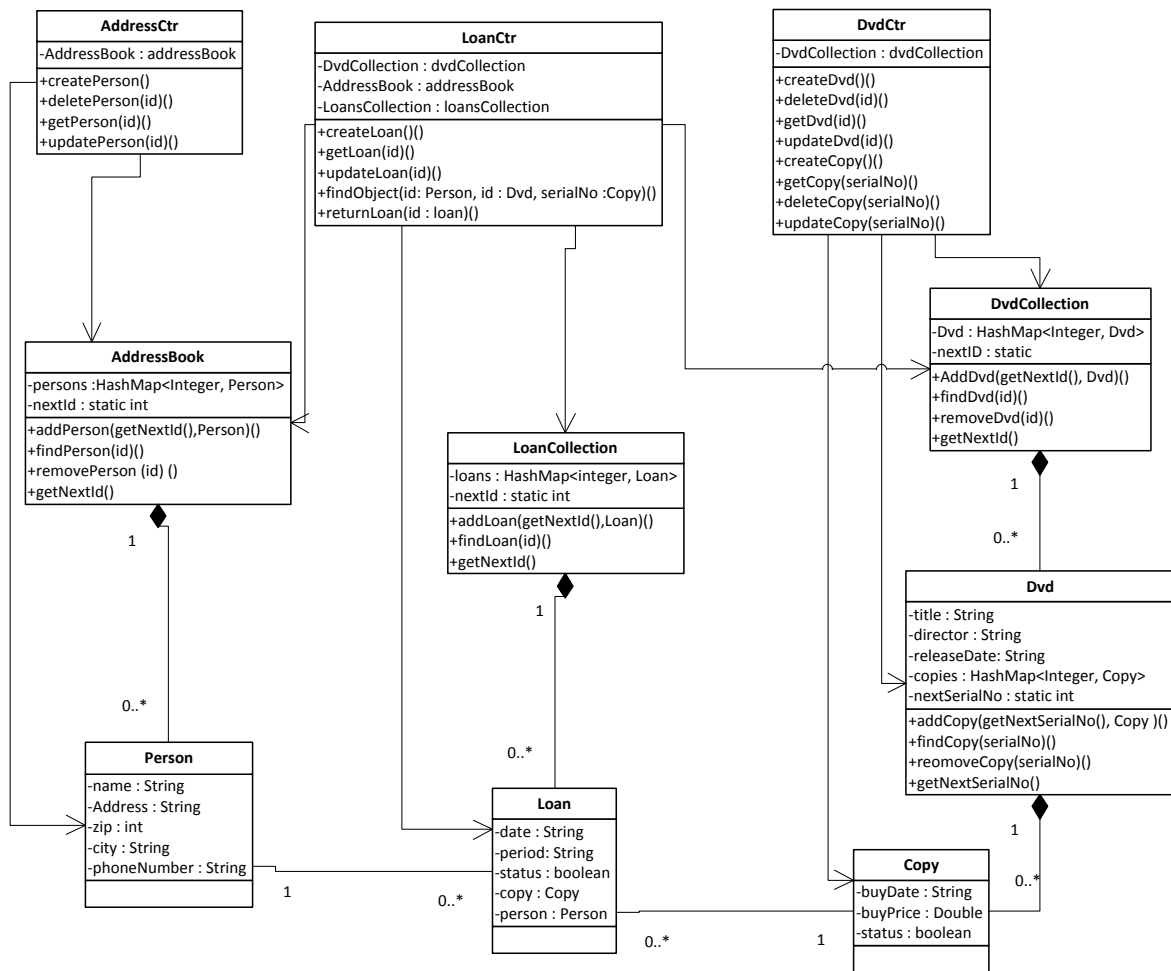 AddressCtr
-AddressBook : addressBook
+createPerson()
+deletePerson(id)()
+getPerson(id)()
+updatePerson(id)()
LoanCtr
-DvdCollection : dvdCollection
-AddressBook : addressBook
-LoansCollection : loansCollection
+createLoan()()
+getLoan(id)()
+updateLoan(id)()
+findObject(id: Person, id : Dvd, serialNo :Copy)()
+returnLoan(id : loan)()
DvdCtr
-DvdCollection : dvdCollection
+createDvd()()
+deleteDvd(id)()
+getDvd(id)()
+updateDvd(id)()
+createCopy()()
+getCopy(serialNo)()
+deleteCopy(serialNo)()
+updateCopy(serialNo)()
AddressBook
-persons :HashMap<Integer, Person>
-nextId : static int
+addPerson(getNextId(),Person)()
+findPerson(id)()
+removePerson (id) ()
+getNextId()
1
0..*
LoanCollection
-loans : HashMap<integer, Loan>
-nextId : static int
+addLoan(getNextId(),Loan)()
+findLoan(id)()
+getNextId()
1
0..*
DvdCollection
-Dvd : HashMap<Integer, Dvd>
-nextID : static
+AddDvd(getNextId(), Dvd)()
+findDvd(id)()
+removeDvd(id)()
+getNextId()
1
0..*
Dvd
-title : String
-director : String
-releaseDate: String
-copies : HashMap<Integer, Copy>
-nextSerialNo : static int
+addCopy(getNextSerialNo(), Copy )()
+findCopy(serialNo)()
+reomoveCopy(serialNo)()
+getNextSerialNo()
1
0..*
Person
-name : String
-Address : String
-zip : int
-city : String
-phoneNumber : String
1
0..*
Loan
-date : String
-period: String
-status : boolean
-copy : Copy
-person : Person
0..*
1
Copy
-buyDate : String
-buyPrice : Double
-status : boolean